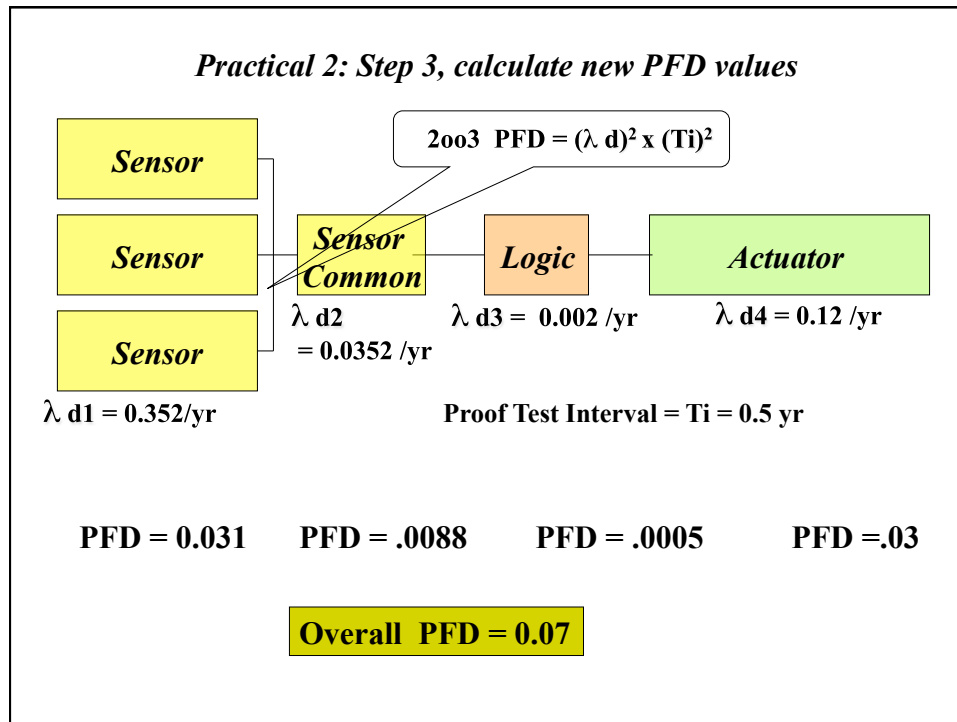 Practical 2: Step 3, calculate new PFD values
2oo3 PFD = (λ d)² x (Ti)²
Sensor
Sensor
Sensor
Sensor
Common
Logic
Actuator
λ d1 = 0.352/yr
λ d2
= 0.0352 /yr
λ d3 = 0.002 /yr
λ d4 = 0.12 /yr
Proof Test Interval = Ti = 0.5 yr
PFD = 0.031
PFD = .0088
PFD = .0005
PFD =.03
Overall PFD = 0.07